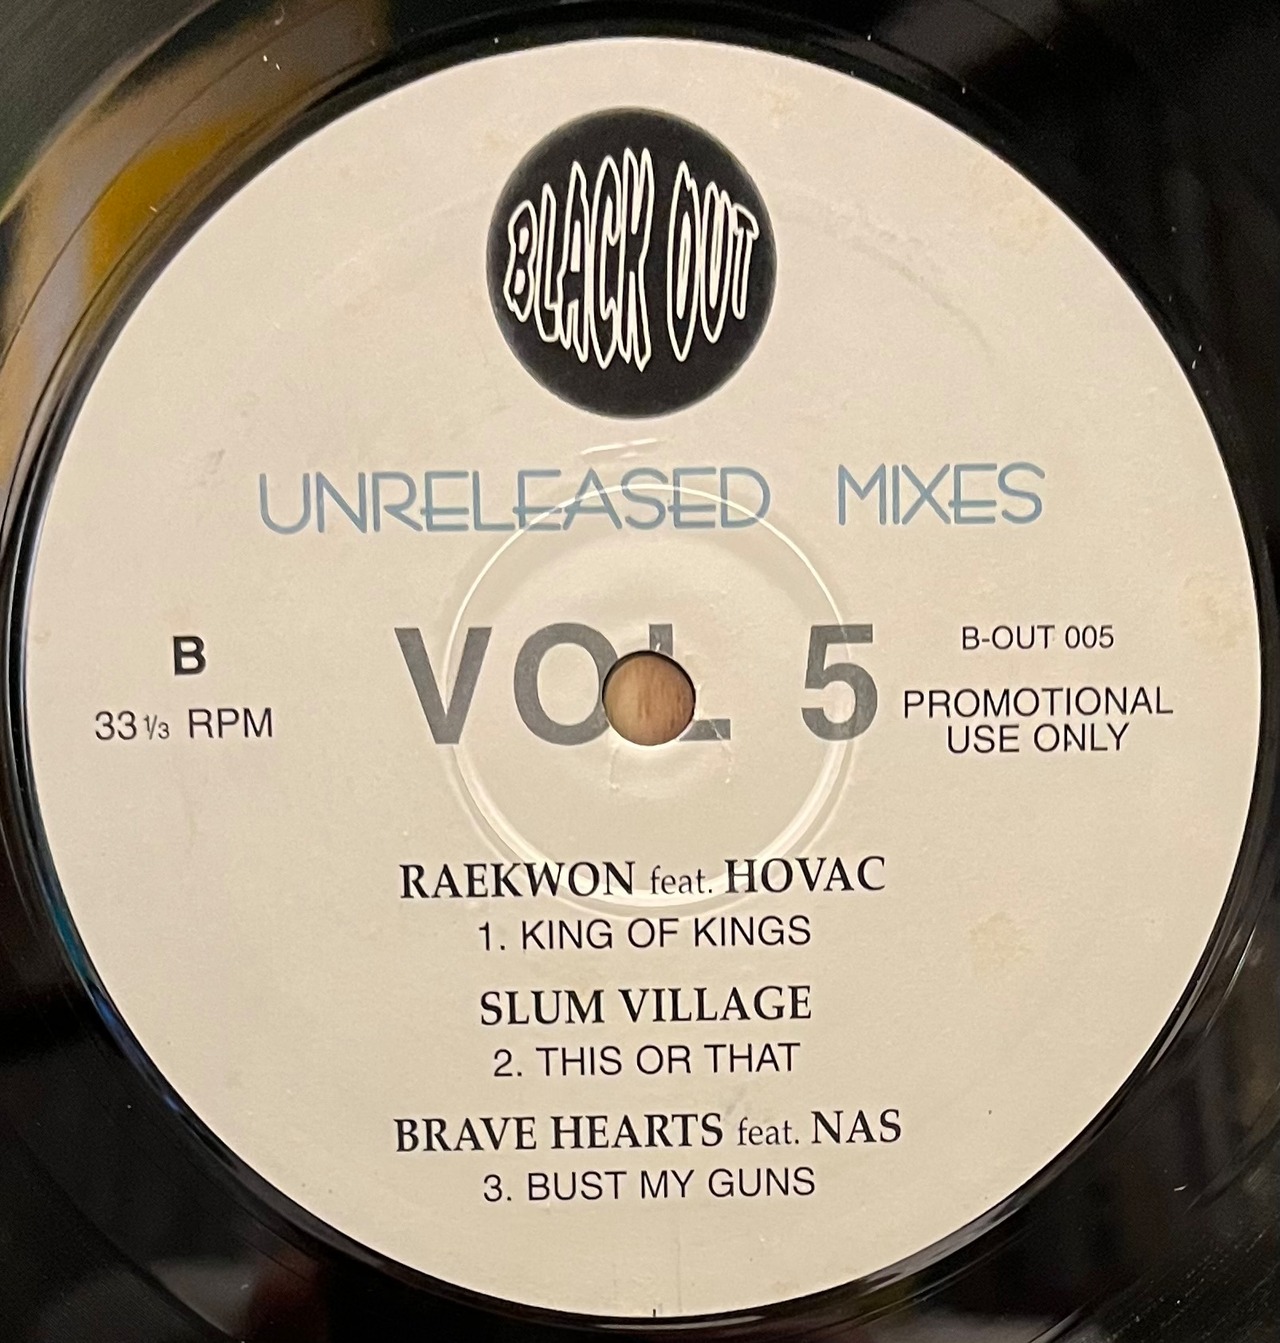 BLACK OUT
UNRELEASED MIXES
VOL 5
B
33 1/3 RPM
B-OUT 005
PROMOTIONAL
USE ONLY
RAEKWON feat. HOVAC
1. KING OF KINGS
SLUM VILLAGE
2. THIS OR THAT
BRAVE HEARTS feat. NAS
3. BUST MY GUNS